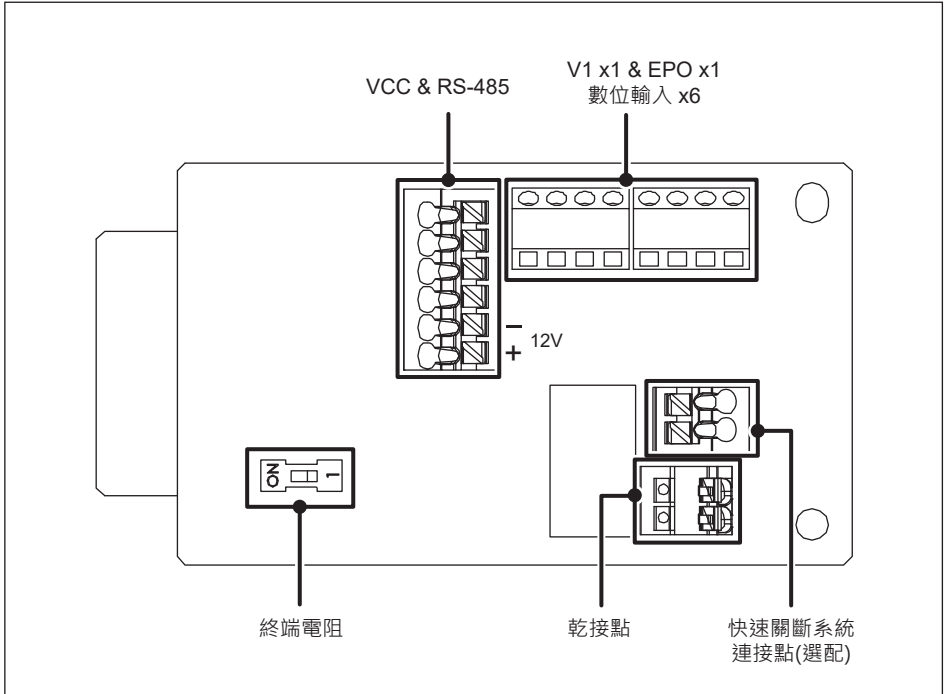 V1 x1 & EPO x1
VCC & RS-485
數位輸入 x6
– 12V
+
ON 1
終端電阻
乾接點
快速關斷系統
連接點(選配)